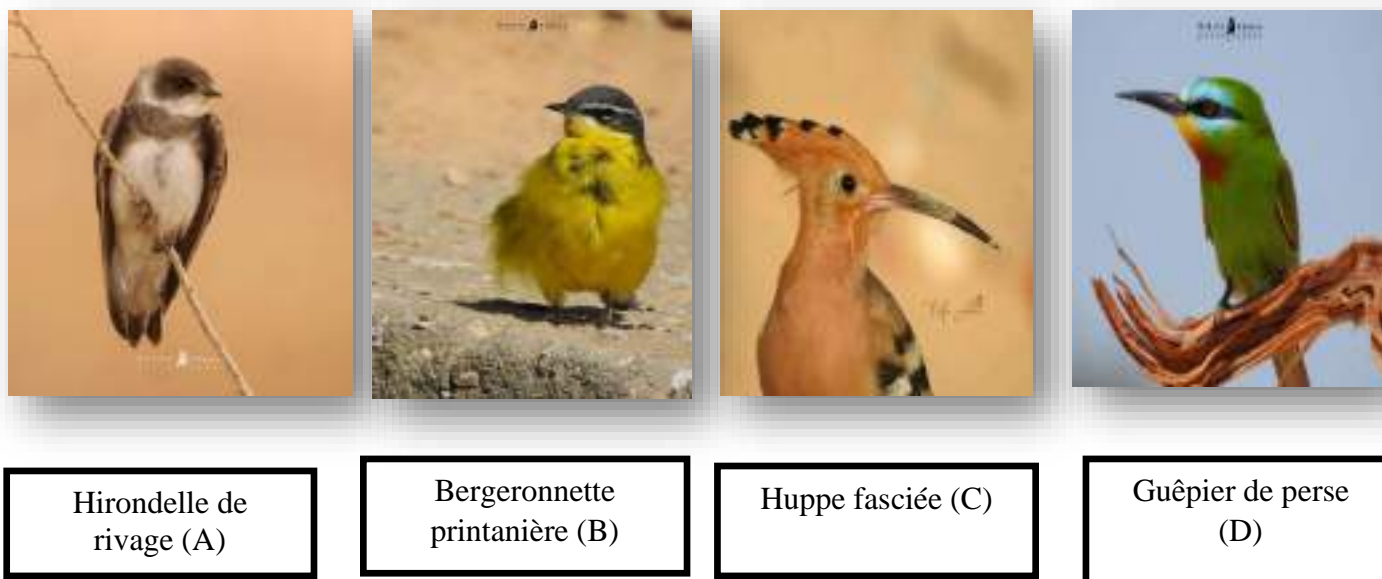 Hirondelle de
rivage (A)
Bergeronnette
printanière (B)
Huppe fasciée (C)
Guêpier de perse
(D)